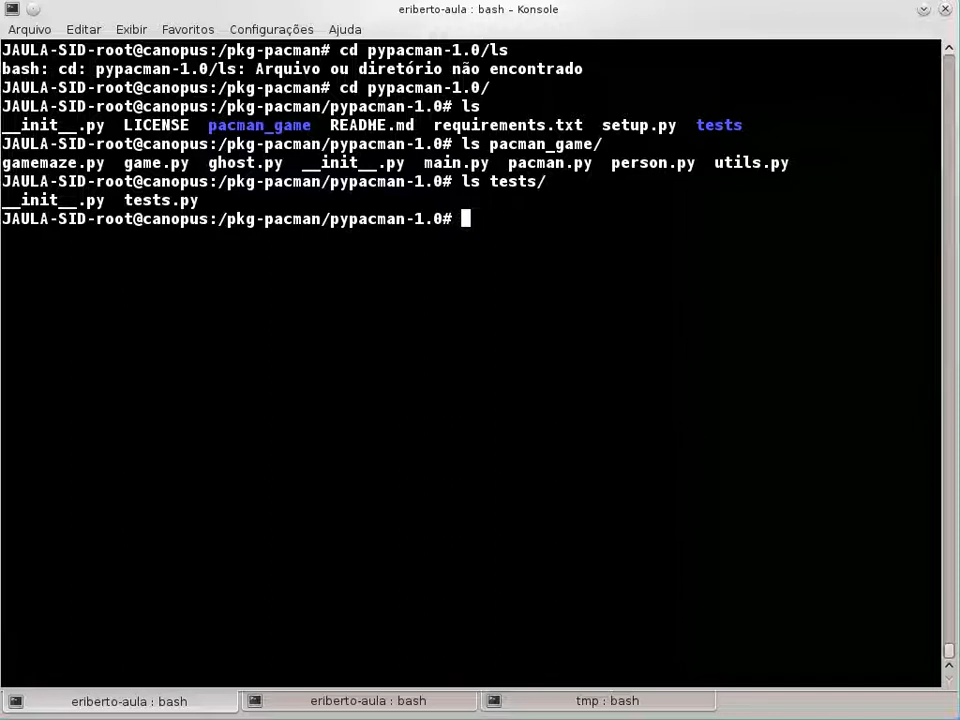 eriberto-aula : bash – Konsole
Arquivo Editar Exibir Favoritos Configurações Ajuda
JAULA-SID-root@canopus:/pkg-pacman# cd pypacman-1.0/ls
bash: cd: pypacman-1.0/ls: Arquivo ou diretório não encontrado
JAULA-SID-root@canopus:/pkg-pacman# cd pypacman-1.0/
JAULA-SID-root@canopus:/pkg-pacman/pypacman-1.0# ls
__init__.py LICENSE pacman_game README.md requirements.txt setup.py tests
JAULA-SID-root@canopus:/pkg-pacman/pypacman-1.0# ls pacman_game/
gamemaze.py game.py ghost.py __init__.py main.py pacman.py person.py utils.py
JAULA-SID-root@canopus:/pkg-pacman/pypacman-1.0# ls tests/
__init__.py tests.py
JAULA-SID-root@canopus:/pkg-pacman/pypacman-1.0#
eriberto-aula : bash eriberto-aula : bash tmp : bash